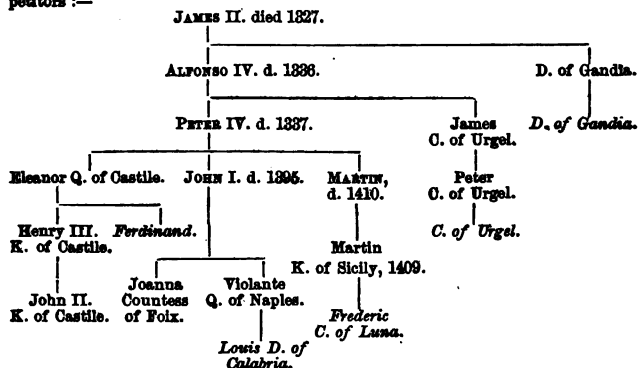 petitors :—
JAMES II. died 1327.
ALFONSO IV. d. 1336.
D. of Gandia.
PETER IV. d. 1337.
James
C. of Urgel.
D. of Gandia.
Eleanor Q. of Castile.
JOHN I. d. 1395.
MARTIN,
d. 1410.
Peter
C. of Urgel.
Henry III.
K. of Castile.
Ferdinand.
C. of Urgel.
Martin
K. of Sicily, 1409.
John II.
K. of Castile.
Joanna
Countess
of Foix.
Violante
Q. of Naples.
Frederic
C. of Luna.
Louis D. of
Calabria.